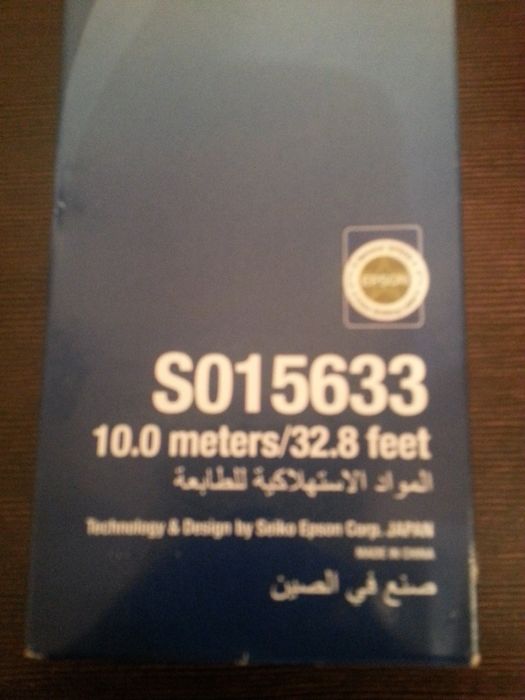 EPSON
S015633
10.0 meters/32.8 feet
المواد الاستهلاكية للطابعة
Technology & Design by Seiko Epson Corp. JAPAN
MADE IN CHINA
صنع في الصين